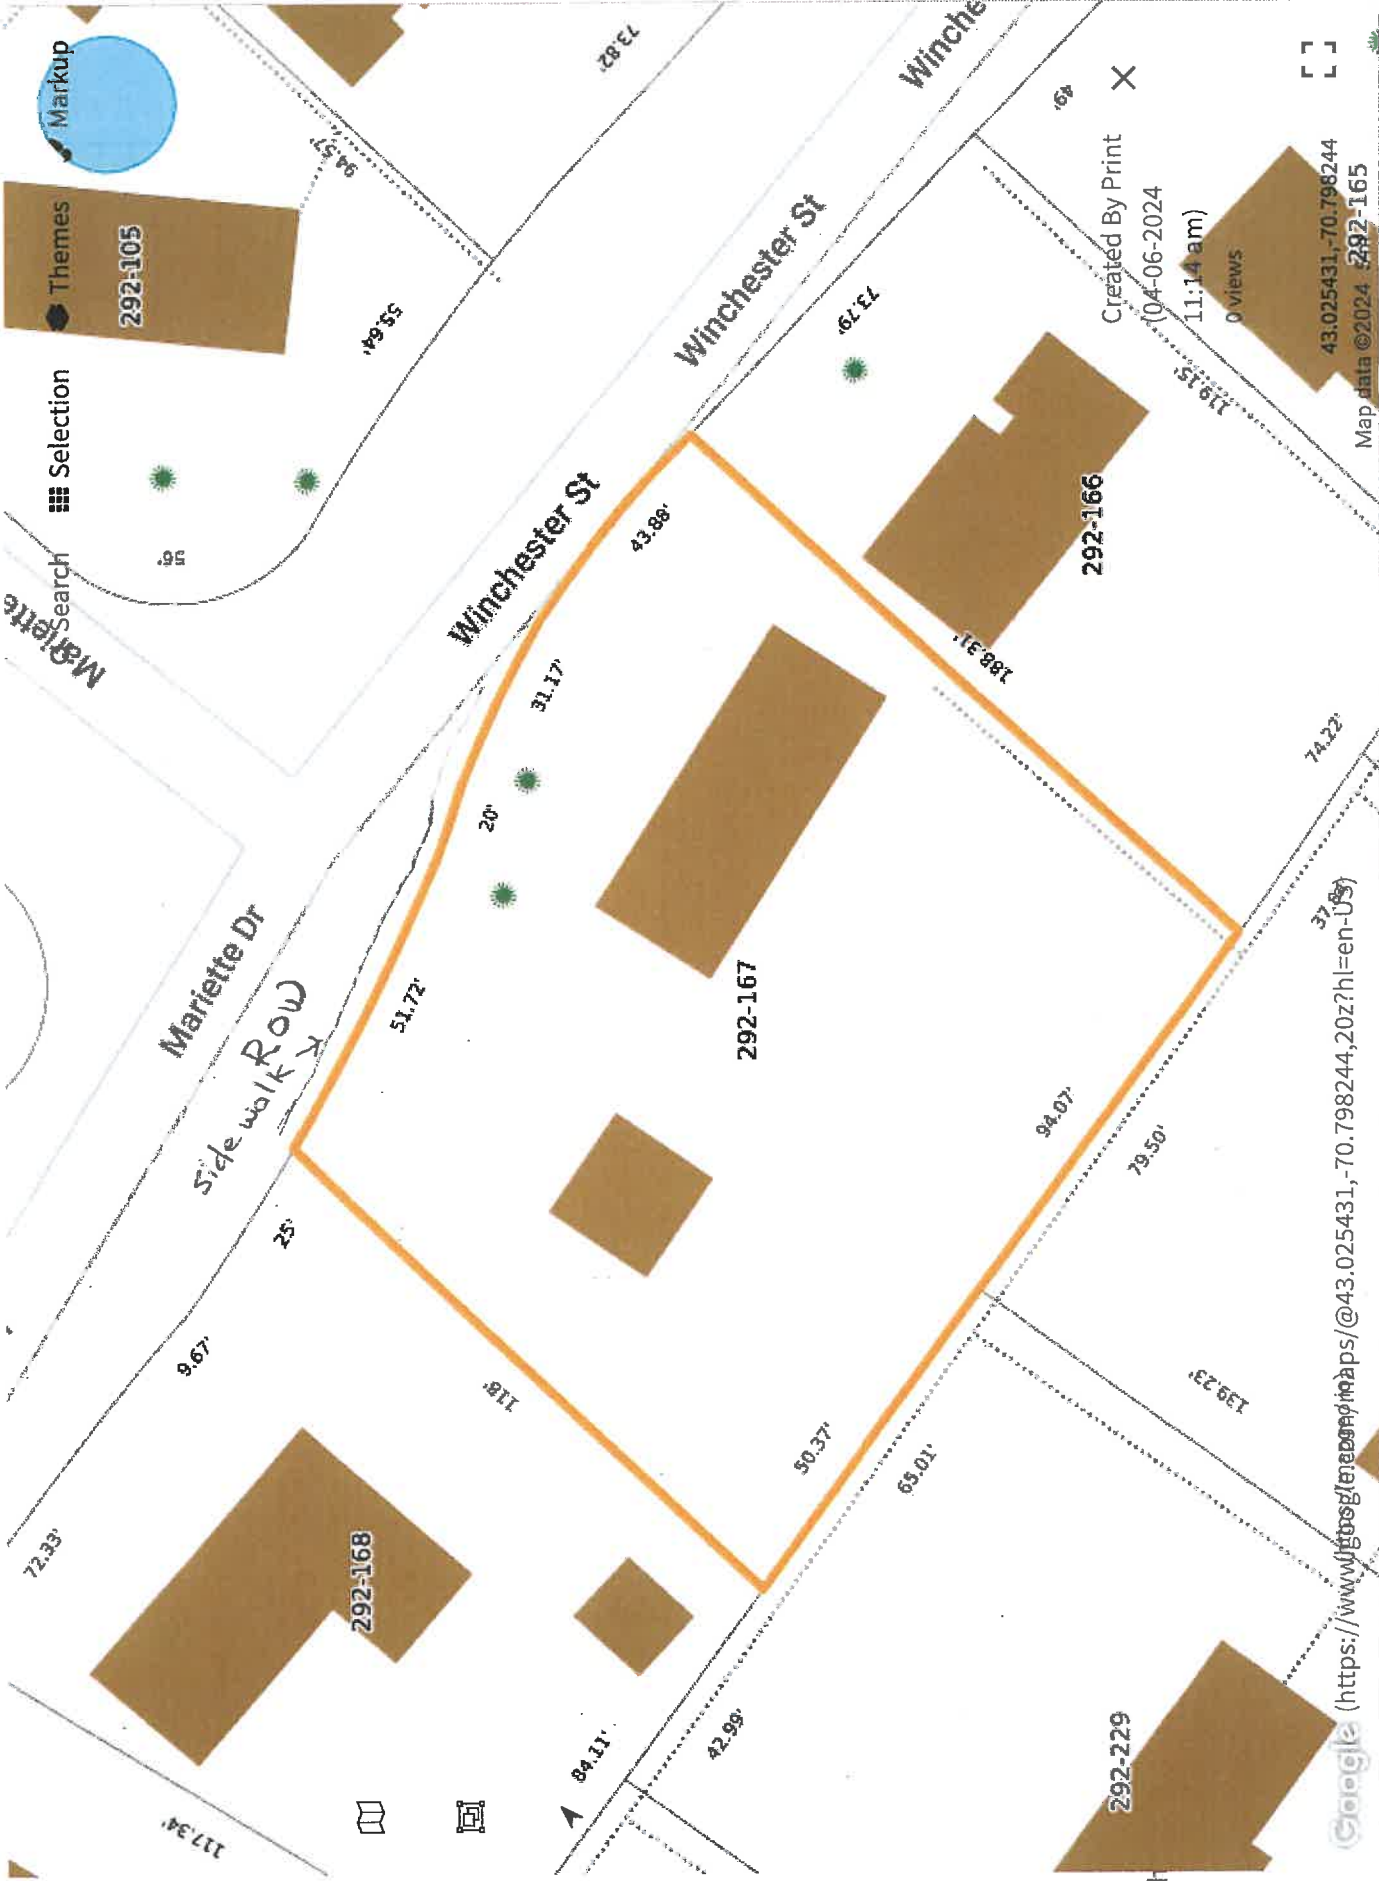 Search
Selection
Themes
Markup
Mariette
292-105
94.57'
73.82'
56'
55.64'
Winche
Winchester St
Winchester St
Mariette Dr
Side walk
ROW
49'
Created By Print
(04-06-2024
11:14 am)
0 views
43.025431,-70.798244
292-165
Map data ©2024
73.79'
119.15'
292-166
43.88'
31.17'
20"
51.72'
188.31'
74.22'
292-167
25'
9.67'
118'
94.07'
79.50'
50.37'
65.01'
139.23'
72.33'
292-168
84.11'
42.99'
117.34'
292-229
Google
(https://www.google.com/maps/@43.025431,-70.798244,20z?hl=en-US)